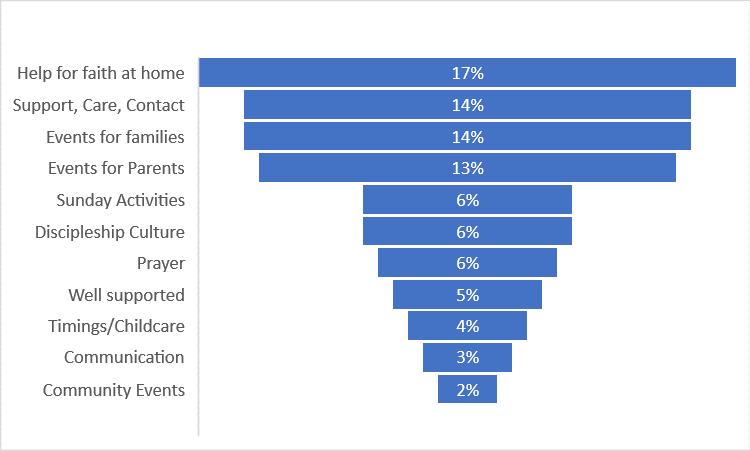 Help for faith at home 17%
Support, Care, Contact 14%
Events for families 14%
Events for Parents 13%
Sunday Activities 6%
Discipleship Culture 6%
Prayer 6%
Well supported 5%
Timings/Childcare 4%
Communication 3%
Community Events 2%